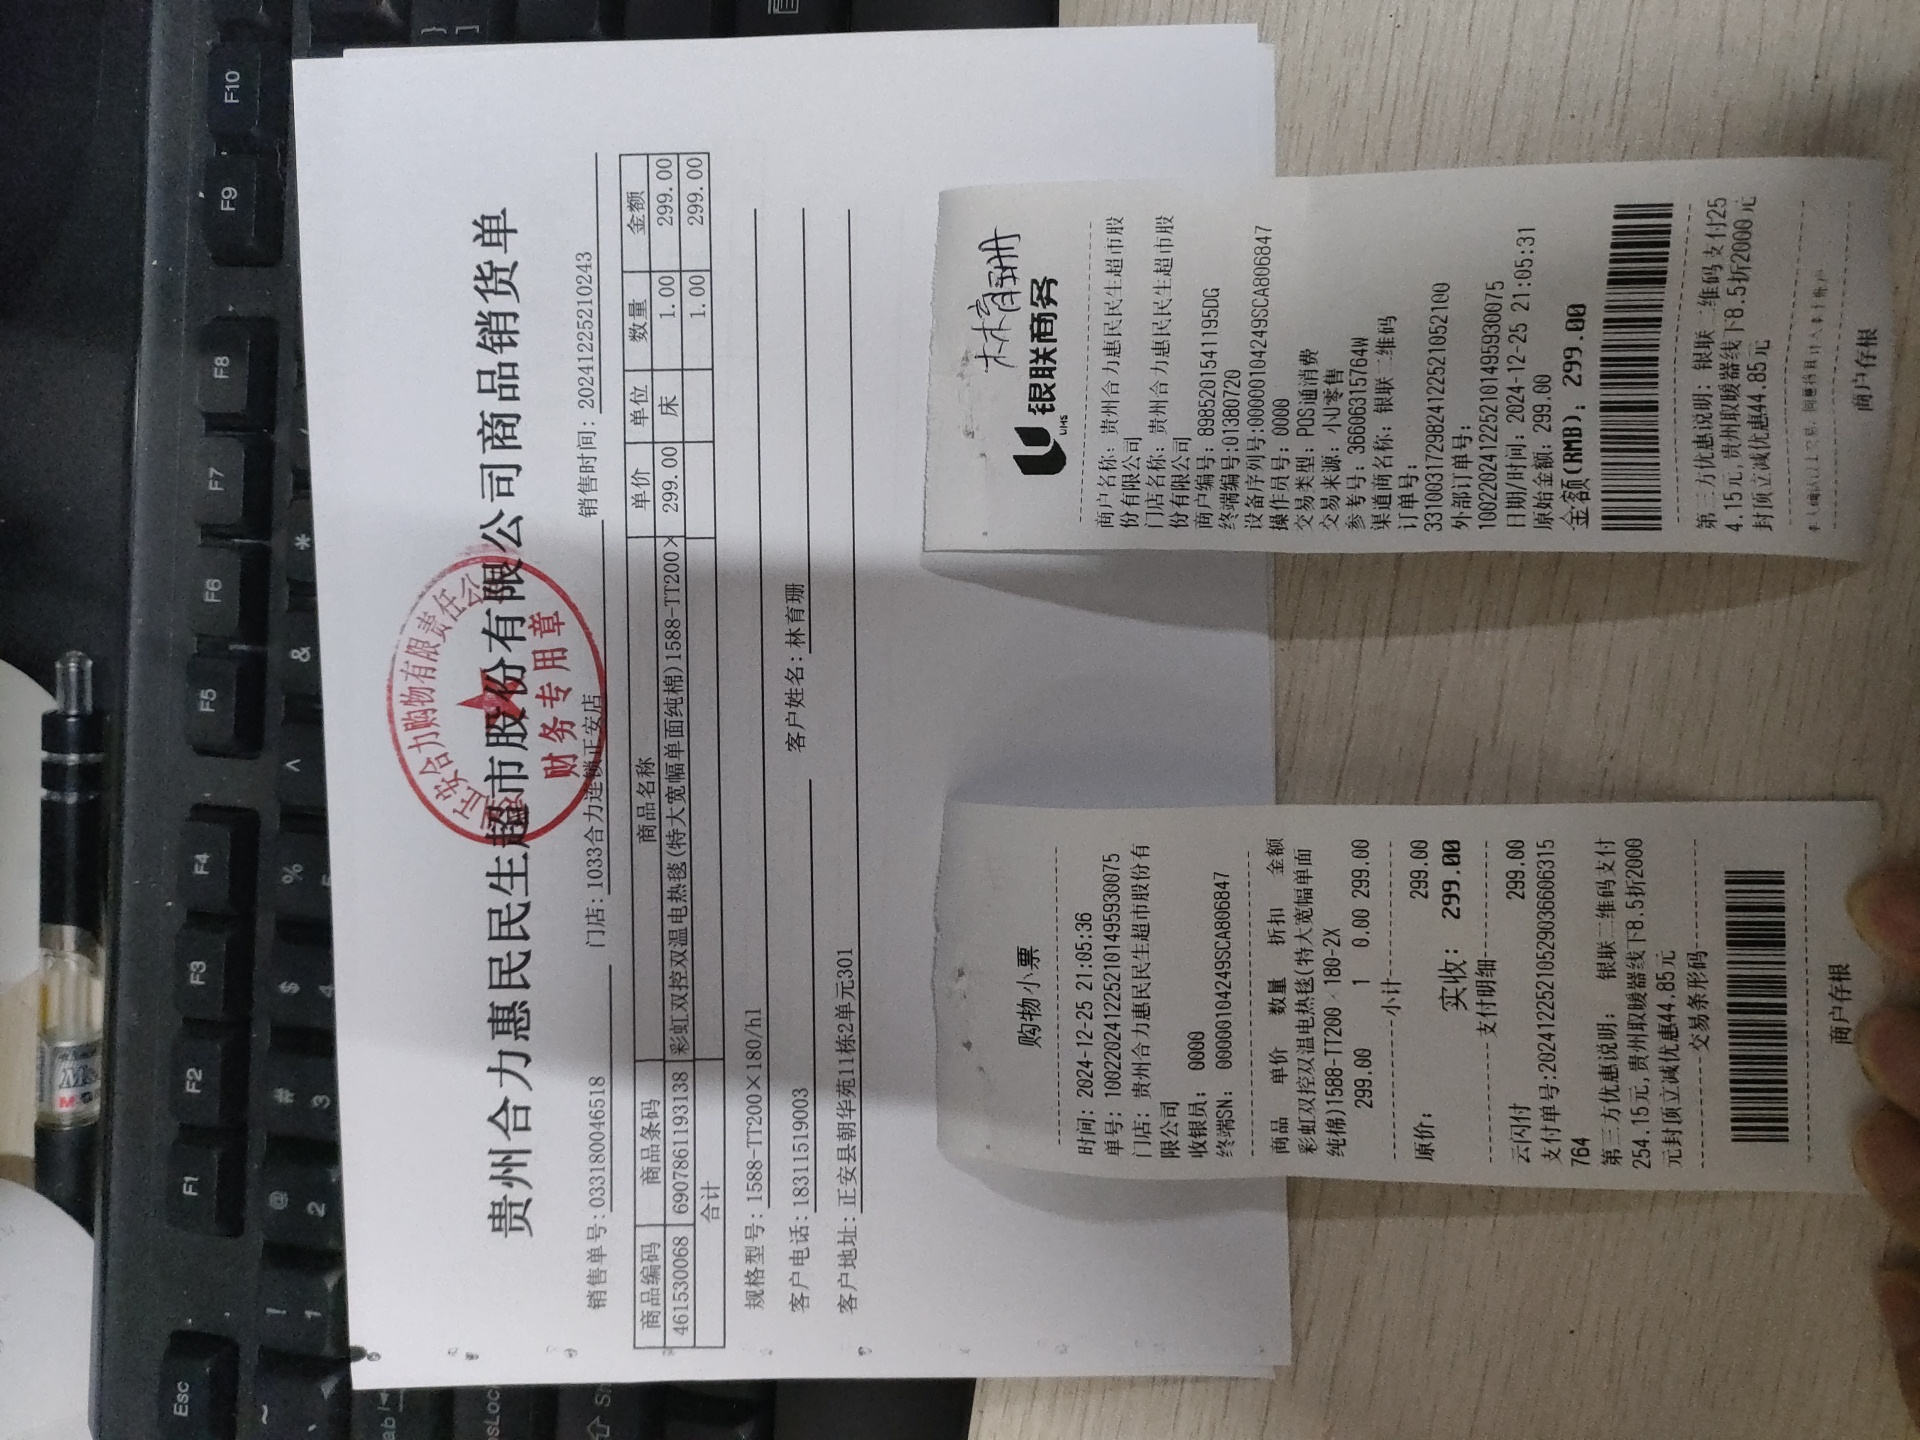 贵州合力惠民民生超市股份有限公司商品销货单
正安合力购物有限责任公
财务专用章
销售单号: 033180046518 门店: 1033合力连锁正安店 销售时间: 20241225210243
商品编码 商品条码 商品名称 单价 单位 数量 金额
461530068 6907861193138 彩虹双控双温电热毯(特大宽幅单面纯棉)1588-TT200× 299.00 床 1.00 299.00
合计 1.00 299.00
规格型号: 1588-TT200×180/h1
客户电话: 18311519003 客户姓名: 林育珊
客户地址: 正安县朝华苑11栋2单元301
购物小票
时间: 2024-12-25 21:05:36
单号: 10022024122521014959300​75
门店: 贵州合力惠民民生超市股份有
限公司
收银员: 0000
终端SN: 00000104249SCA806847
商品 单价 数量 折扣 金额
彩虹双控双温电热毯(特大宽幅单面
纯棉)1588-TT200×180-2X
299.00 1 0.00 299.00
小计
原价: 299.00
实收: 299.00
支付明细
云闪付 299.00
支付单号:20241225210529036606315
764
第三方优惠说明: 银联二维码支付
254.15元,贵州取暖器线下8.5折2000
元封顶立减优惠44.85元
交易条形码
商户存根
林育珊
银联商务
UMS
商户名称: 贵州合力惠民民生超市股
份有限公司
门店名称: 贵州合力惠民民生超市股
份有限公司
商户编号: 8985201541195DG
终端编号:01380720
设备序列号:00000104249SCA806847
操作员号: 0000
交易类型: POS通消费
交易来源: 小U零售
参考号: 36606315764W
渠道商名称: 银联二维码
订单号:
33100317298241225210521​00
外部订单号:
10022024122521014959300​75
日期/时间: 2024-12-25 21:05:31
原始金额: 299.00
金额(RMB): 299.00
第三方优惠说明: 银联二维码支付25
4.15元,贵州取暖器线下8.5折2000元
封顶立减优惠44.85元
商户存根
Esc
F1
F2
F3
F4
F5
F6
F7
F8
F9
F10